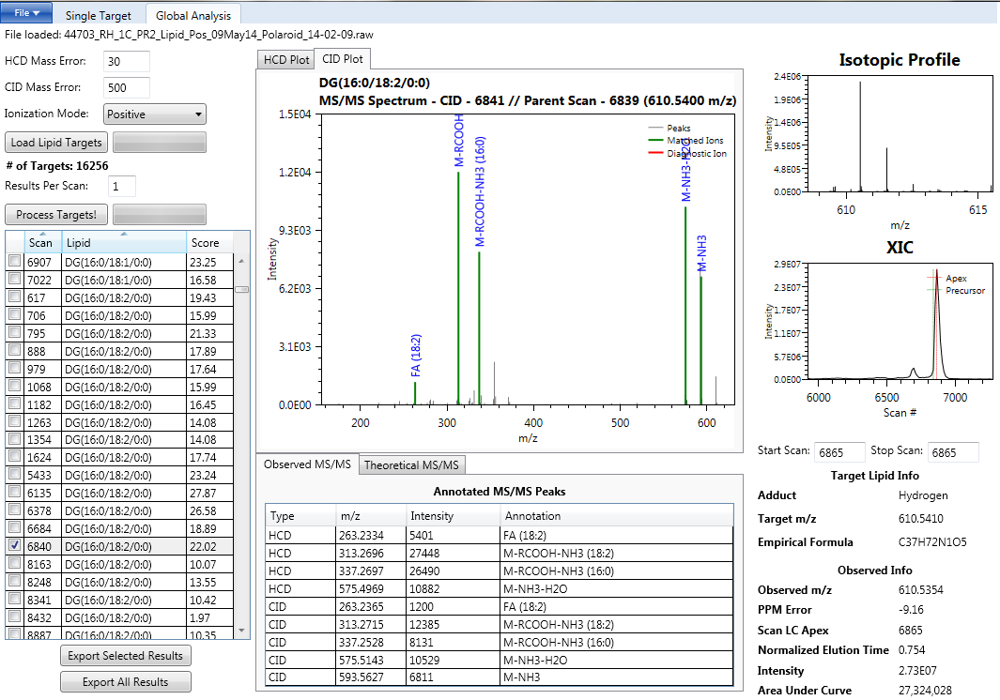 File
Single Target
Global Analysis
File loaded: 44703_RH_1C_PR2_Lipid_Pos_09May14_Polaroid_14-02-09.raw
HCD Mass Error: 30
CID Mass Error: 500
Ionization Mode: Positive
Load Lipid Targets
# of Targets: 16256
Results Per Scan: 1
Process Targets!
Scan Lipid Score
6907 DG(16:0/18:1/0:0) 23.25
7022 DG(16:0/18:1/0:0) 16.58
617 DG(16:0/18:2/0:0) 19.43
706 DG(16:0/18:2/0:0) 15.99
795 DG(16:0/18:2/0:0) 21.33
888 DG(16:0/18:2/0:0) 17.89
979 DG(16:0/18:2/0:0) 17.64
1068 DG(16:0/18:2/0:0) 15.99
1182 DG(16:0/18:2/0:0) 16.45
1263 DG(16:0/18:2/0:0) 14.08
1354 DG(16:0/18:2/0:0) 14.08
1624 DG(16:0/18:2/0:0) 17.74
5433 DG(16:0/18:2/0:0) 23.24
6135 DG(16:0/18:2/0:0) 27.87
6378 DG(16:0/18:2/0:0) 26.58
6684 DG(16:0/18:2/0:0) 18.89
6840 DG(16:0/18:2/0:0) 22.02
8163 DG(16:0/18:2/0:0) 10.07
8248 DG(16:0/18:2/0:0) 13.55
8341 DG(16:0/18:2/0:0) 10.42
8432 DG(16:0/18:2/0:0) 1.97
8887 DG(16:0/18:2/0:0) 10.35
Export Selected Results
Export All Results
HCD Plot CID Plot
DG(16:0/18:2/0:0)
MS/MS Spectrum - CID - 6841 // Parent Scan - 6839 (610.5400 m/z)
1.5E04
1.2E04
9.3E03
6.2E03
3.1E03
0.0E00
Intensity
200 300 400 500 600
m/z
FA (18:2)
M-RCOOH
M-RCOOH-NH3 (16:0)
M-NH3-H2O
M-NH3
Peaks
Matched Ions
Diagnostic Ion
Observed MS/MS Theoretical MS/MS
Annotated MS/MS Peaks
Type m/z Intensity Annotation
HCD 263.2334 5401 FA (18:2)
HCD 313.2696 27448 M-RCOOH-NH3 (18:2)
HCD 337.2697 26490 M-RCOOH-NH3 (16:0)
HCD 575.4969 10882 M-NH3-H2O
CID 263.2365 1200 FA (18:2)
CID 313.2715 12385 M-RCOOH-NH3 (18:2)
CID 337.2528 8131 M-RCOOH-NH3 (16:0)
CID 575.5143 10529 M-NH3-H2O
CID 593.5627 6811 M-NH3
Isotopic Profile
2.4E06
1.9E06
1.4E06
9.5E05
4.8E05
0.0E00
Intensity
610 615
m/z
XIC
2.9E07
2.3E07
1.7E07
1.1E07
5.7E06
0.0E00
Intensity
Apex
Precursor
6000 6500 7000
Scan #
Start Scan: 6865 Stop Scan: 6865
Target Lipid Info
Adduct Hydrogen
Target m/z 610.5410
Empirical Formula C37H72N1O5
Observed Info
Observed m/z 610.5354
PPM Error -9.16
Scan LC Apex 6865
Normalized Elution Time 0.754
Intensity 2.73E07
Area Under Curve 27,324,028